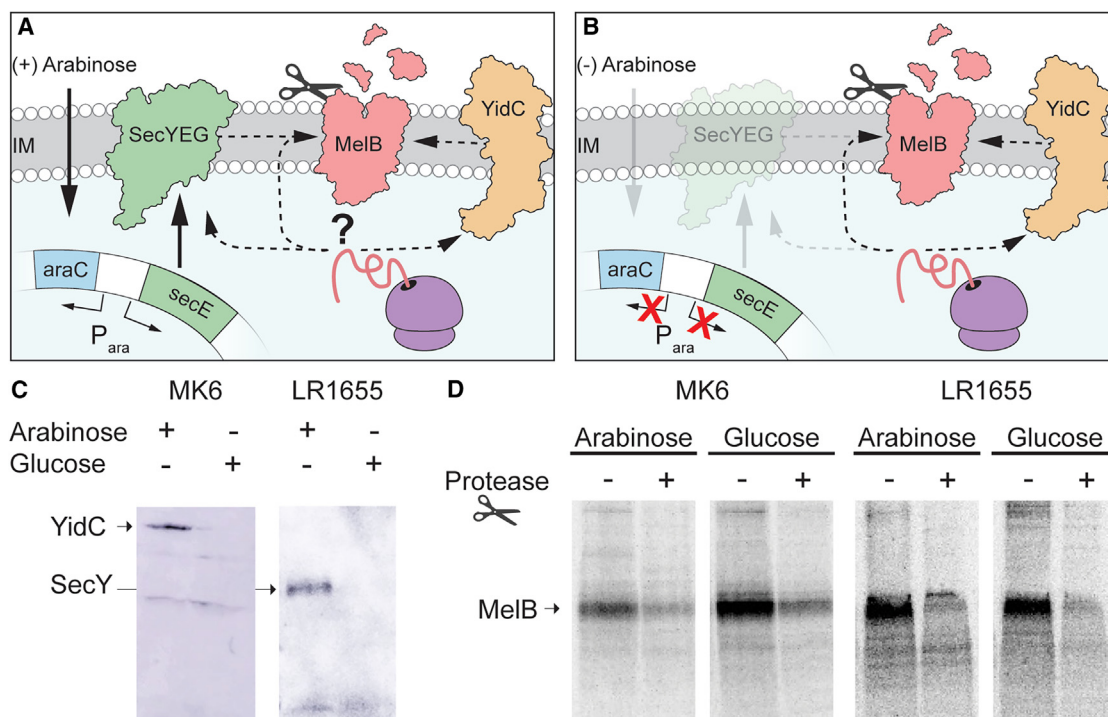 A
(+) Arabinose
SecYEG
MelB
YidC
IM
?
araC
secE
P ara
B
(-) Arabinose
SecYEG
MelB
YidC
IM
araC
X
X
secE
P ara
C
MK6 LR1655
Arabinose + - + -
Glucose - + - +
YidC
SecY
D
MK6 LR1655
Arabinose Glucose Arabinose Glucose
Protease - + - + - + - +
MelB